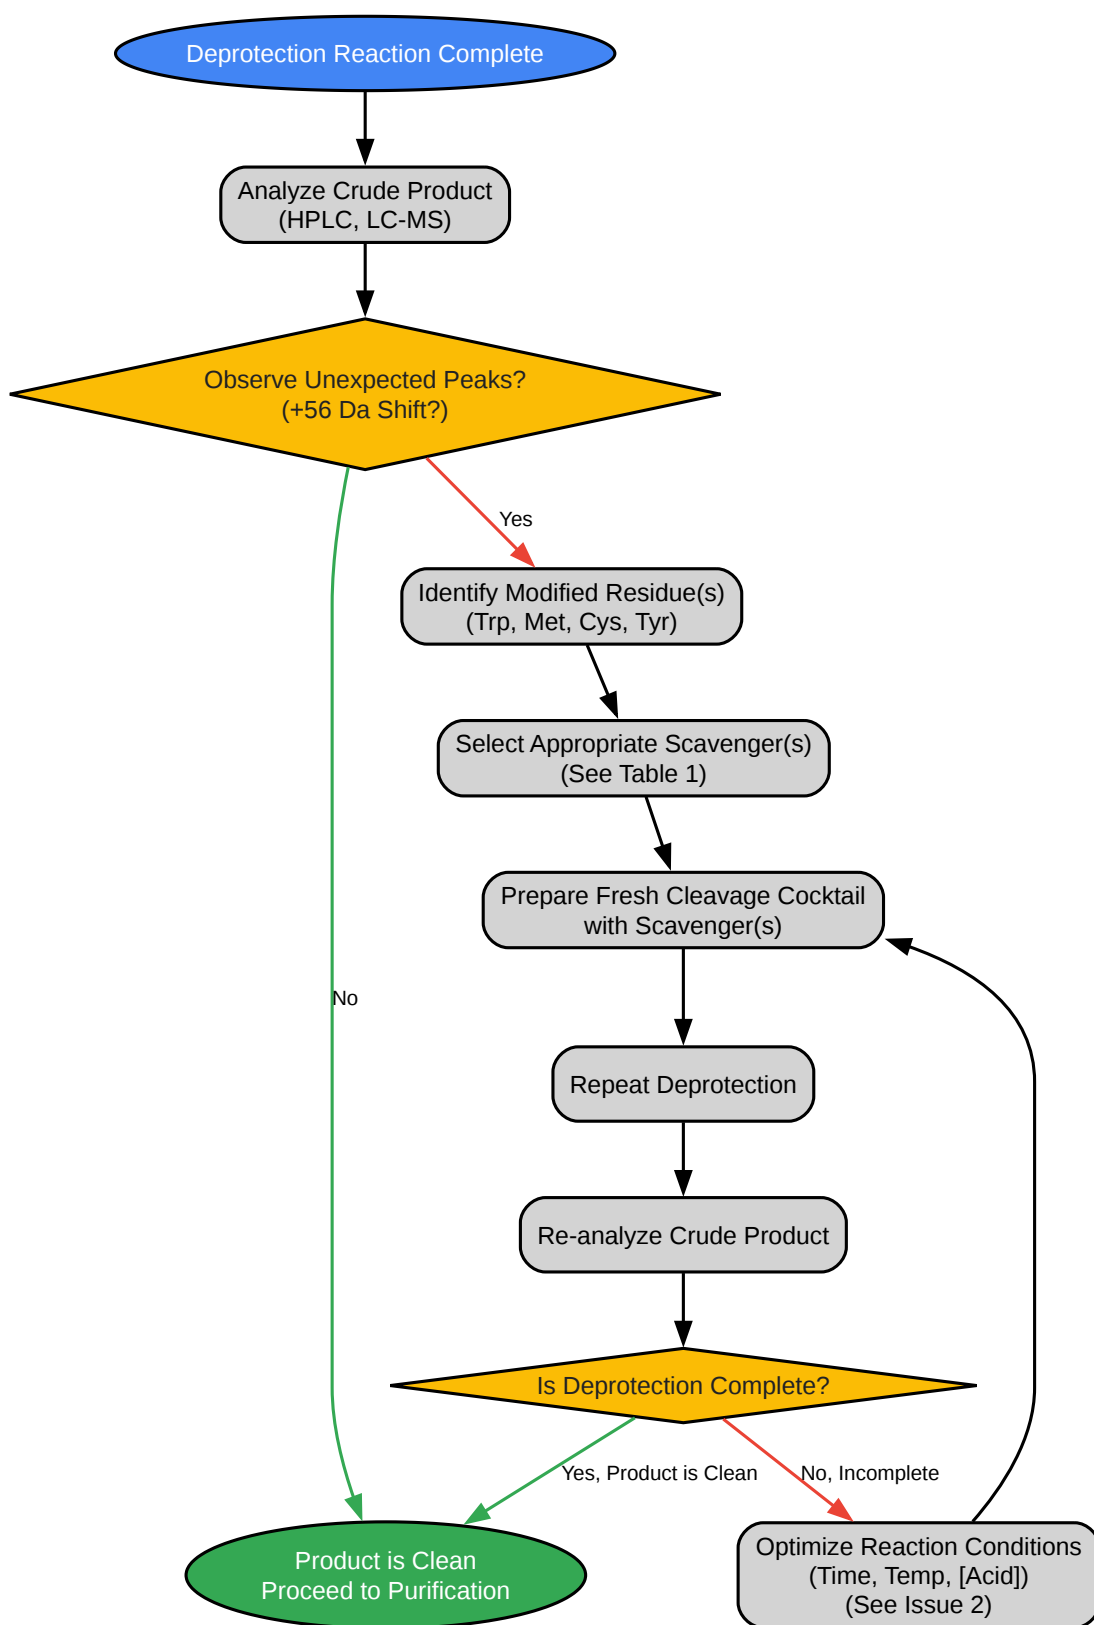 Deprotection Reaction Complete
Analyze Crude Product
(HPLC, LC-MS)
Observe Unexpected Peaks?
(+56 Da Shift?)
Yes
Identify Modified Residue(s)
(Trp, Met, Cys, Tyr)
Select Appropriate Scavenger(s)
(See Table 1)
Prepare Fresh Cleavage Cocktail
with Scavenger(s)
No
Repeat Deprotection
Re-analyze Crude Product
Is Deprotection Complete?
Yes, Product is Clean
No, Incomplete
Product is Clean
Proceed to Purification
Optimize Reaction Conditions
(Time, Temp, [Acid])
(See Issue 2)